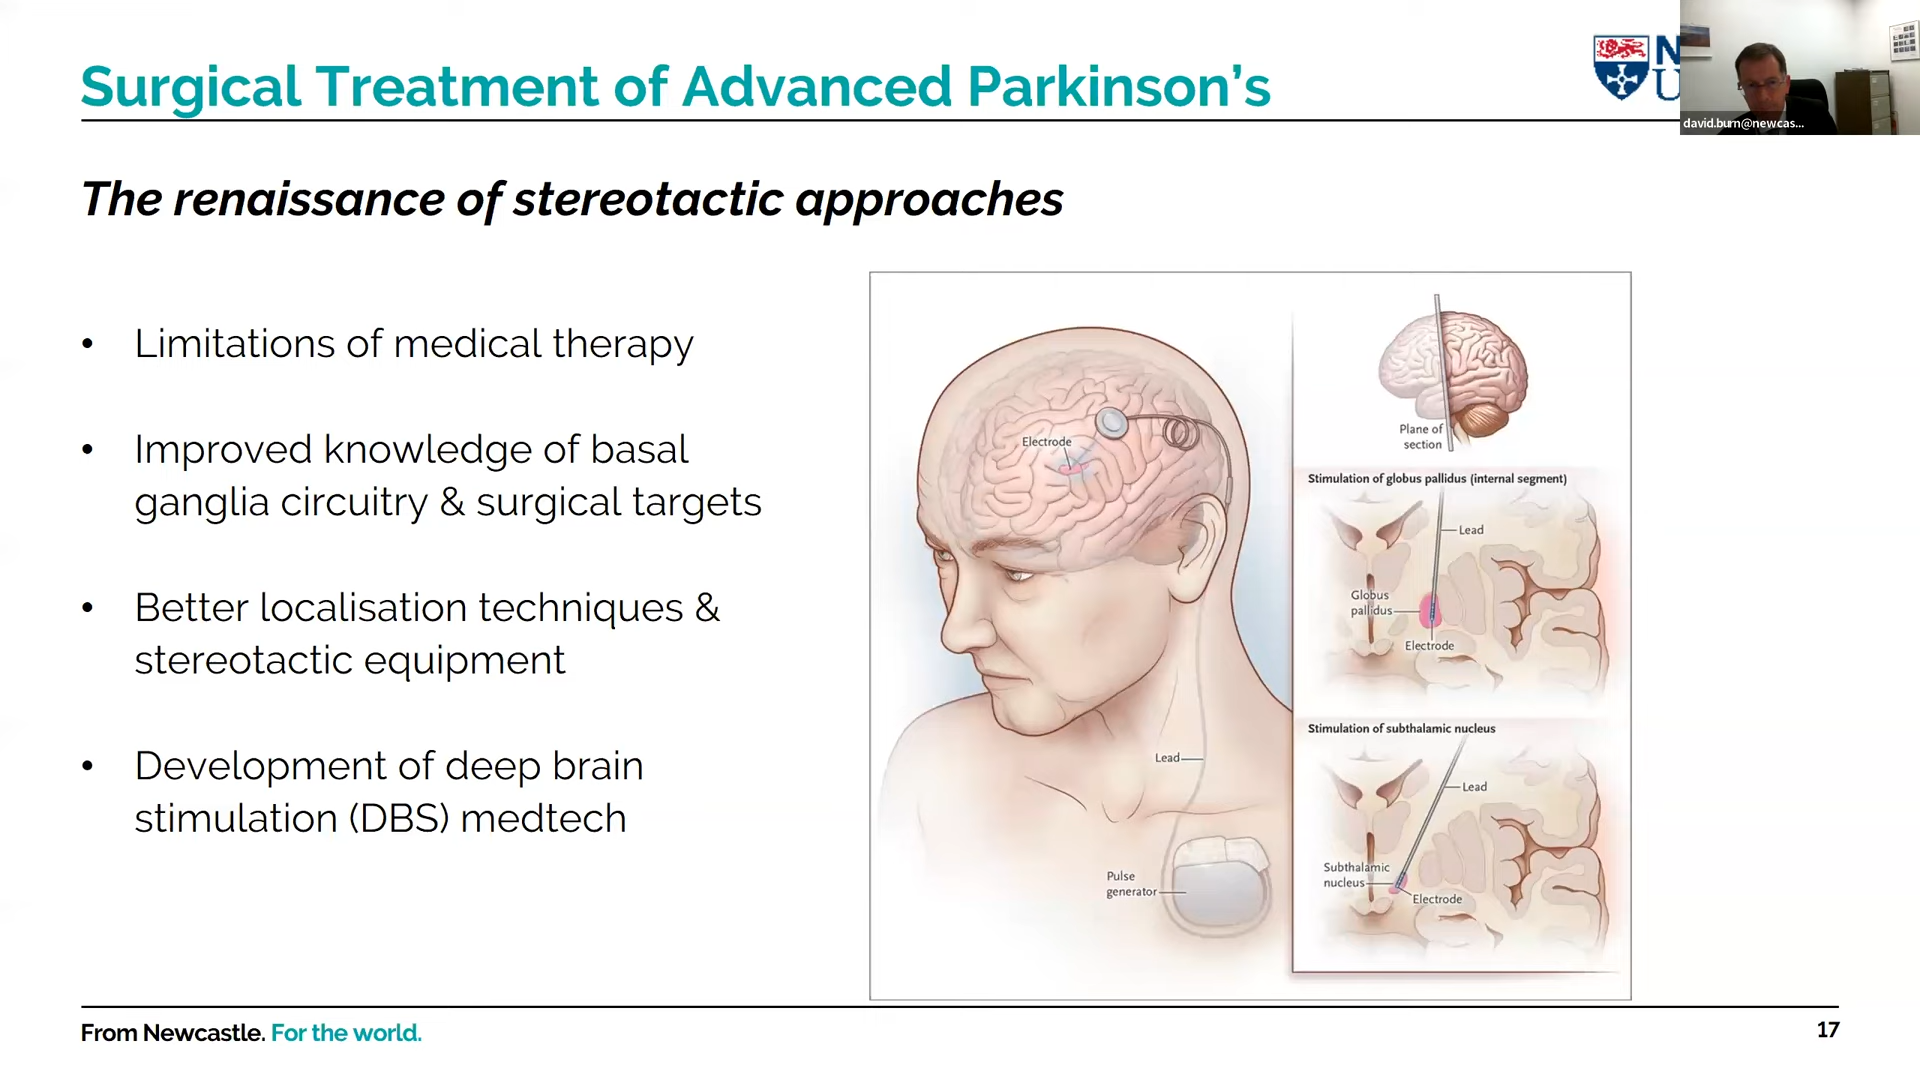 Surgical Treatment of Advanced Parkinson's
N
U
david.burn@newcas...
The renaissance of stereotactic approaches
• Limitations of medical therapy
• Improved knowledge of basal
ganglia circuitry & surgical targets
• Better localisation techniques &
stereotactic equipment
• Development of deep brain
stimulation (DBS) medtech
Electrode
Lead
Pulse
generator
Plane of
section
Stimulation of globus pallidus (internal segment)
Lead
Globus
pallidus
Electrode
Stimulation of subthalamic nucleus
Lead
Subthalamic
nucleus
Electrode
From Newcastle. For the world.
17